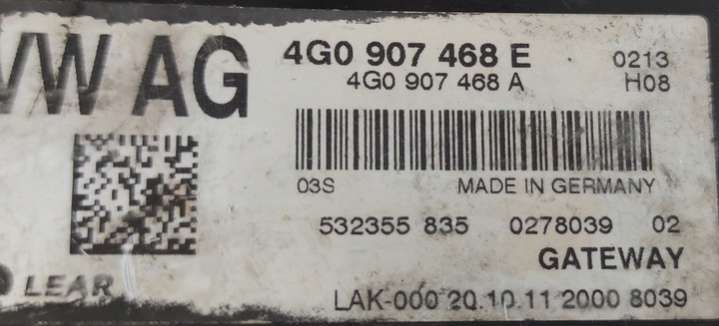 VW AG
4G0 907 468 E 0213
4G0 907 468 A H08
03S MADE IN GERMANY
532355 835 0278039 02
GATEWAY
LEAR
LAK-000 20.10.11 2000 8039